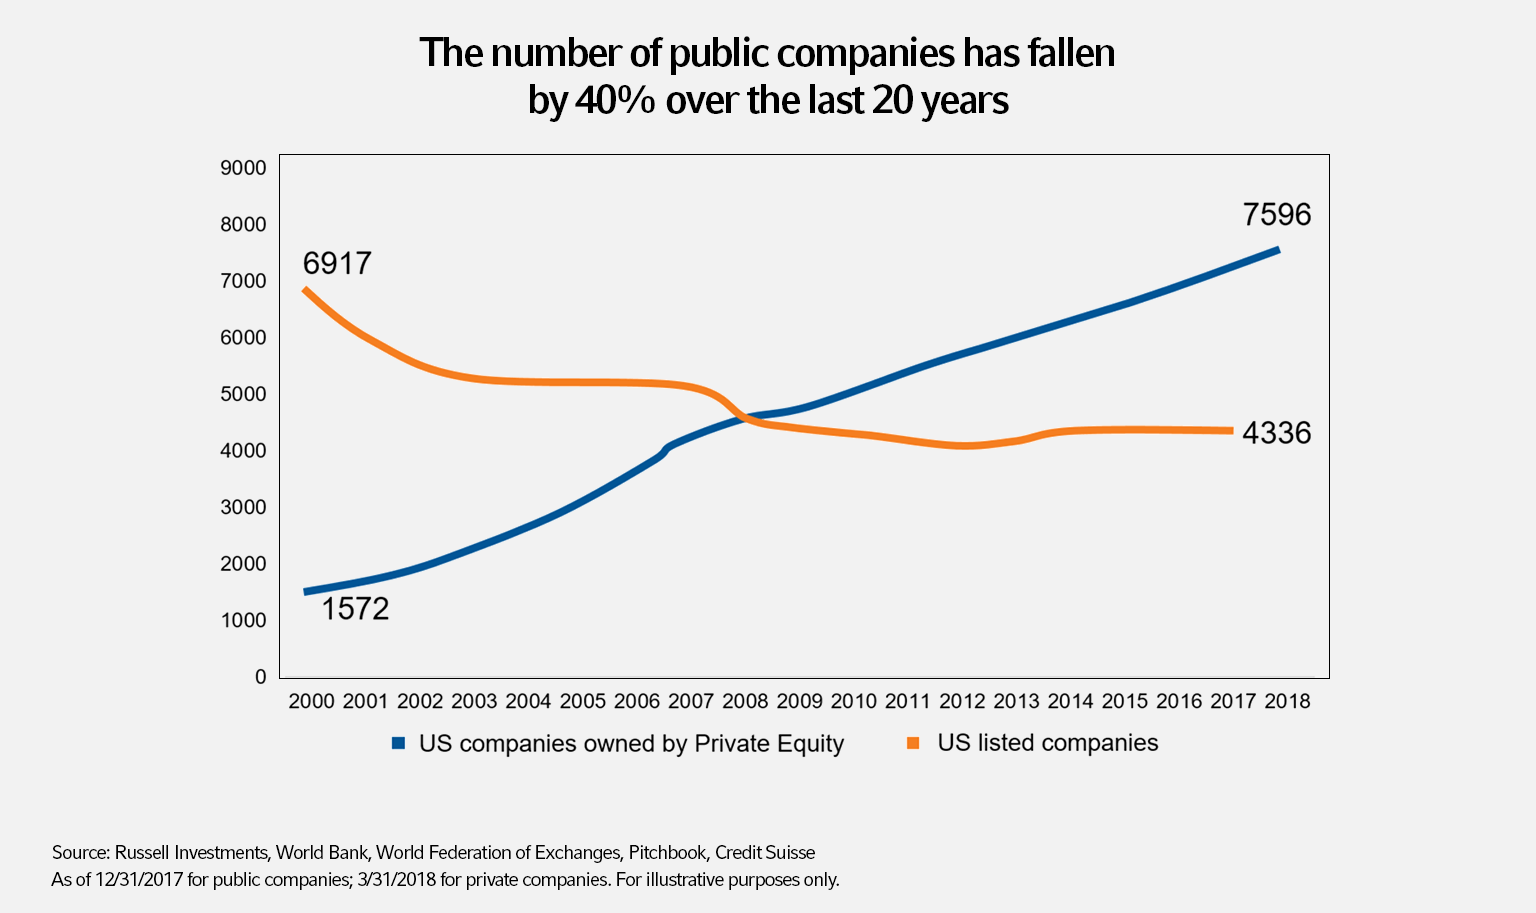 The number of public companies has fallen
by 40% over the last 20 years
9000
8000
7000
6000
5000
4000
3000
2000
1000
0
6917
7596
4336
1572
2000 2001 2002 2003 2004 2005 2006 2007 2008 2009 2010 2011 2012 2013 2014 2015 2016 2017 2018
US companies owned by Private Equity
US listed companies
Source: Russell Investments, World Bank, World Federation of Exchanges, Pitchbook, Credit Suisse
As of 12/31/2017 for public companies; 3/31/2018 for private companies. For illustrative purposes only.